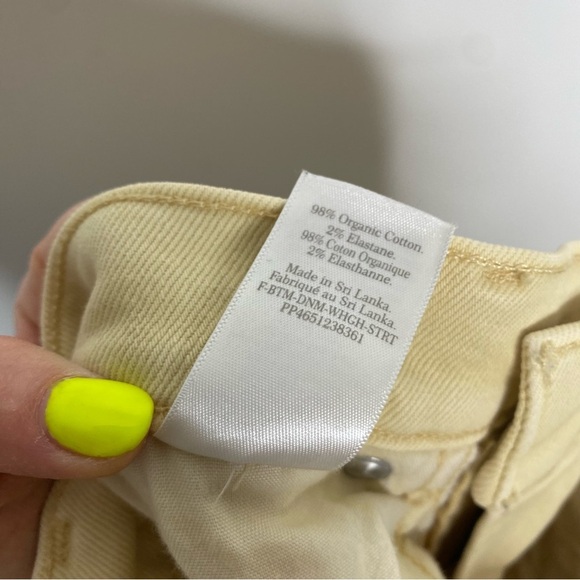 98% Organic Cotton.
2% Elastane.
98% Coton Organique
2% Elasthanne.
Made in Sri Lanka.
Fabriqué au Sri Lanka.
F-BTM-DNM-WHGH-STRT
PP4651238361